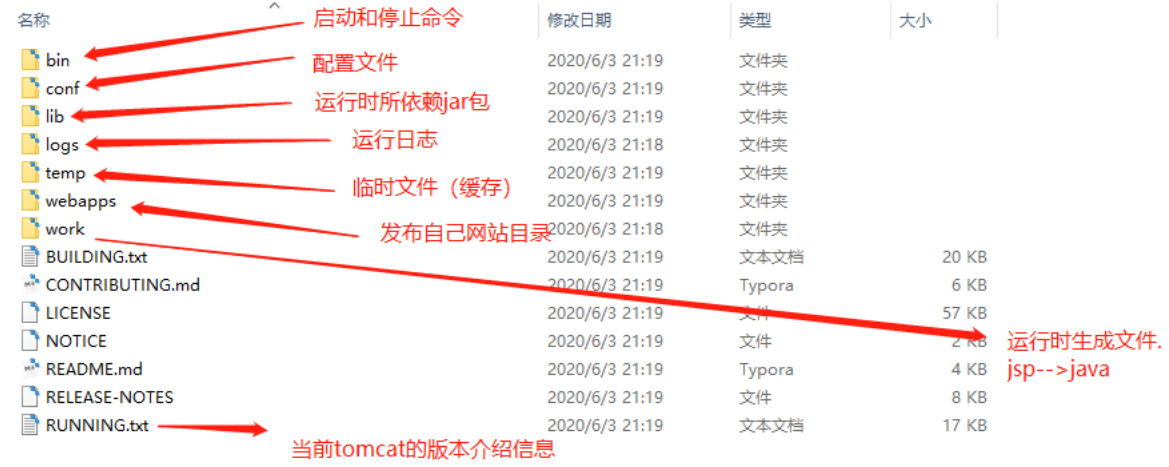 名称 启动和停止命令 修改日期 类型 大小
bin 2020/6/3 21:19 文件夹
配置文件
conf 2020/6/3 21:19 文件夹
运行时所依赖jar包
lib 2020/6/3 21:19 文件夹
logs 运行日志 2020/6/3 21:18 文件夹
temp 2020/6/3 21:19 文件夹
临时文件（缓存）
webapps 2020/6/3 21:19 文件夹
work 发布自己网站目录 2020/6/3 21:18 文件夹
BUILDING.txt 2020/6/3 21:19 文本文档 20 KB
CONTRIBUTING.md 2020/6/3 21:19 Typora 6 KB
LICENSE 2020/6/3 21:19 文件 57 KB
NOTICE 2020/6/3 21:19 文件 2 KB
运行时生成文件.
jsp-->java
README.md 2020/6/3 21:19 Typora 4 KB
RELEASE-NOTES 2020/6/3 21:19 文件 8 KB
RUNNING.txt 2020/6/3 21:19 文本文档 17 KB
当前tomcat的版本介绍信息